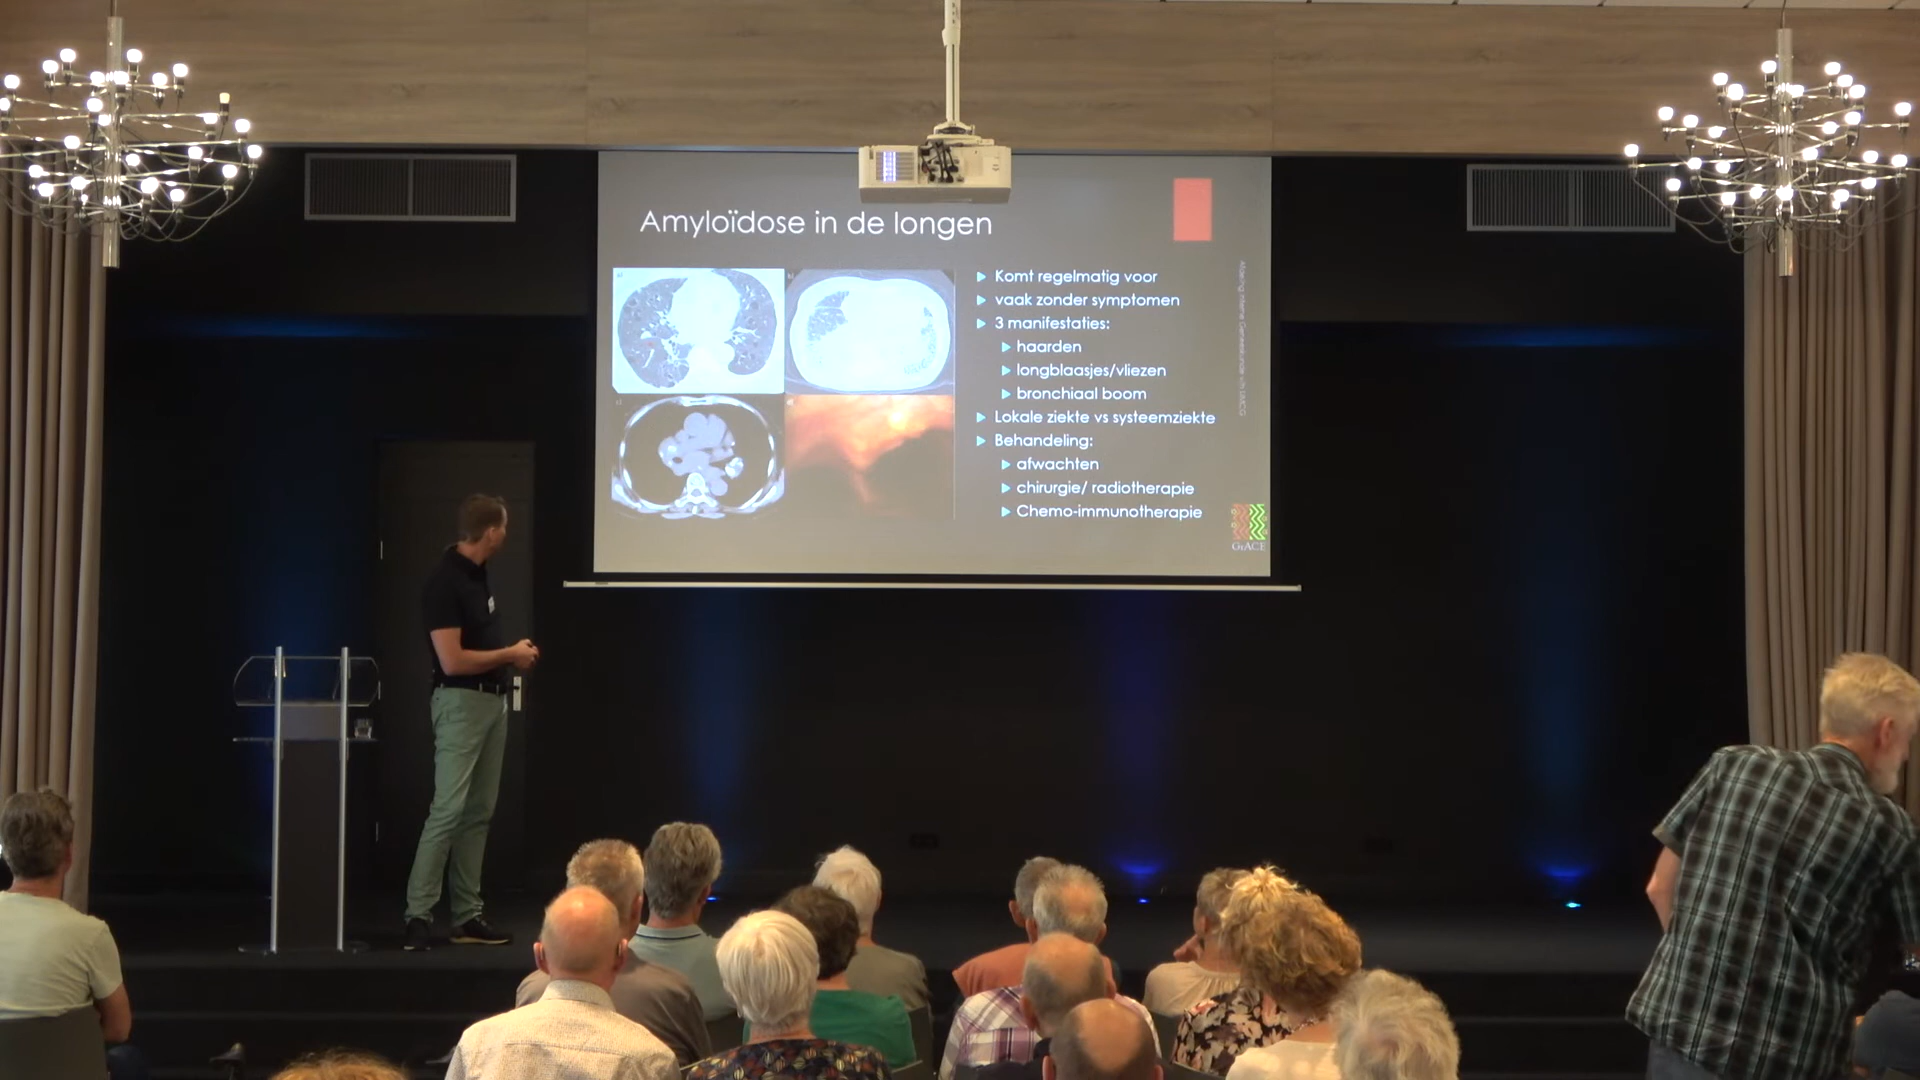 Amyloïdose in de longen
Komt regelmatig voor
vaak zonder symptomen
3 manifestaties:
haarden
longblaasjes/vliezen
bronchiaal boom
Lokale ziekte vs systeemziekte
Behandeling:
afwachten
chirurgie/ radiotherapie
Chemo-immunotherapie
GrACE